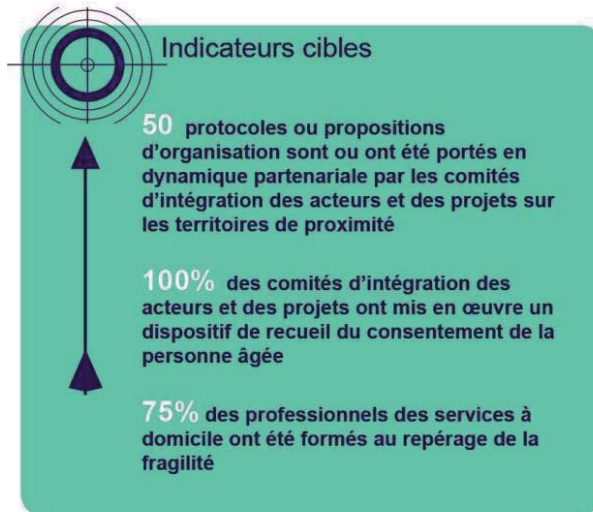 Indicateurs cibles
50 protocoles ou propositions
d’organisation sont ou ont été portés en
dynamique partenariale par les comités
d’intégration des acteurs et des projets sur
les territoires de proximité
100% des comités d’intégration des
acteurs et des projets ont mis en œuvre un
dispositif de recueil du consentement de la
personne âgée
75% des professionnels des services à
domicile ont été formés au repérage de la
fragilité